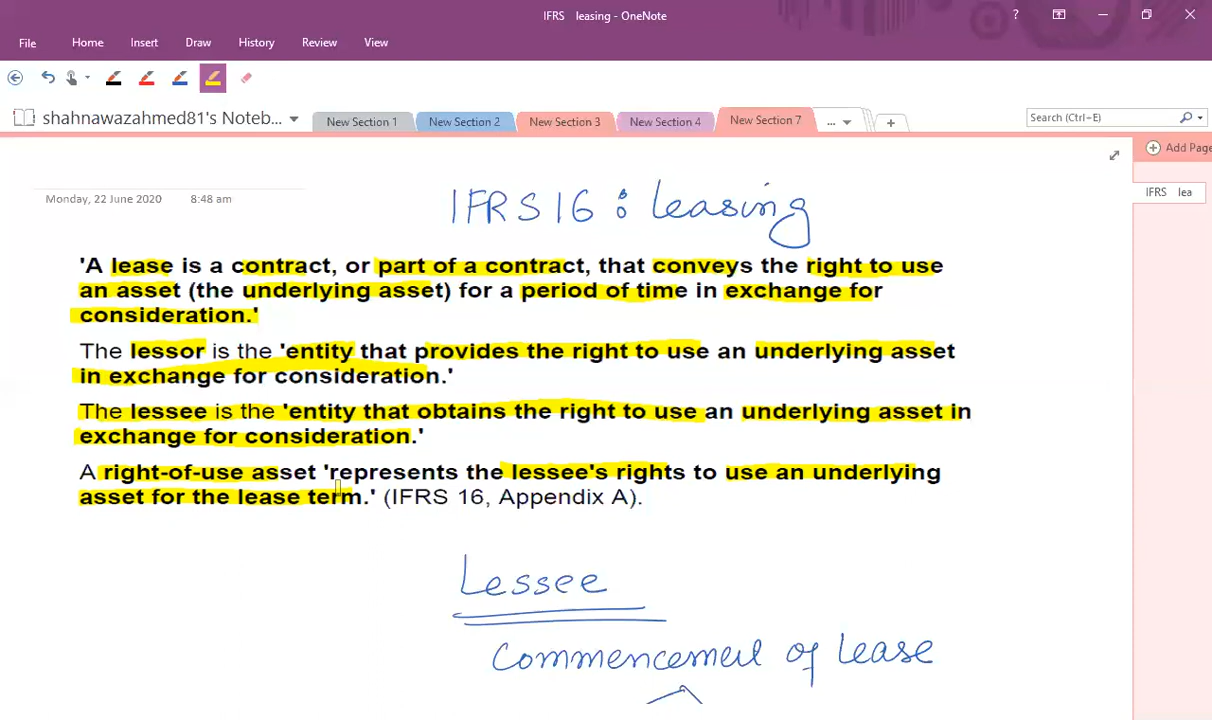 IFRS leasing - OneNote
?
File Home Insert Draw History Review View
shahnawazahmed81's Noteb...
New Section 1 New Section 2 New Section 3 New Section 4 New Section 7 ... +
Search (Ctrl+E)
Add Page
IFRS lea
Monday, 22 June 2020 8:48 am
IFRS 16 : leasing
'A lease is a contract, or part of a contract, that conveys the right to use
an asset (the underlying asset) for a period of time in exchange for
consideration.'
The lessor is the 'entity that provides the right to use an underlying asset
in exchange for consideration.'
The lessee is the 'entity that obtains the right to use an underlying asset in
exchange for consideration.'
A right-of-use asset 'represents the lessee's rights to use an underlying
asset for the lease term.' (IFRS 16, Appendix A).
Lessee
Commencement of lease